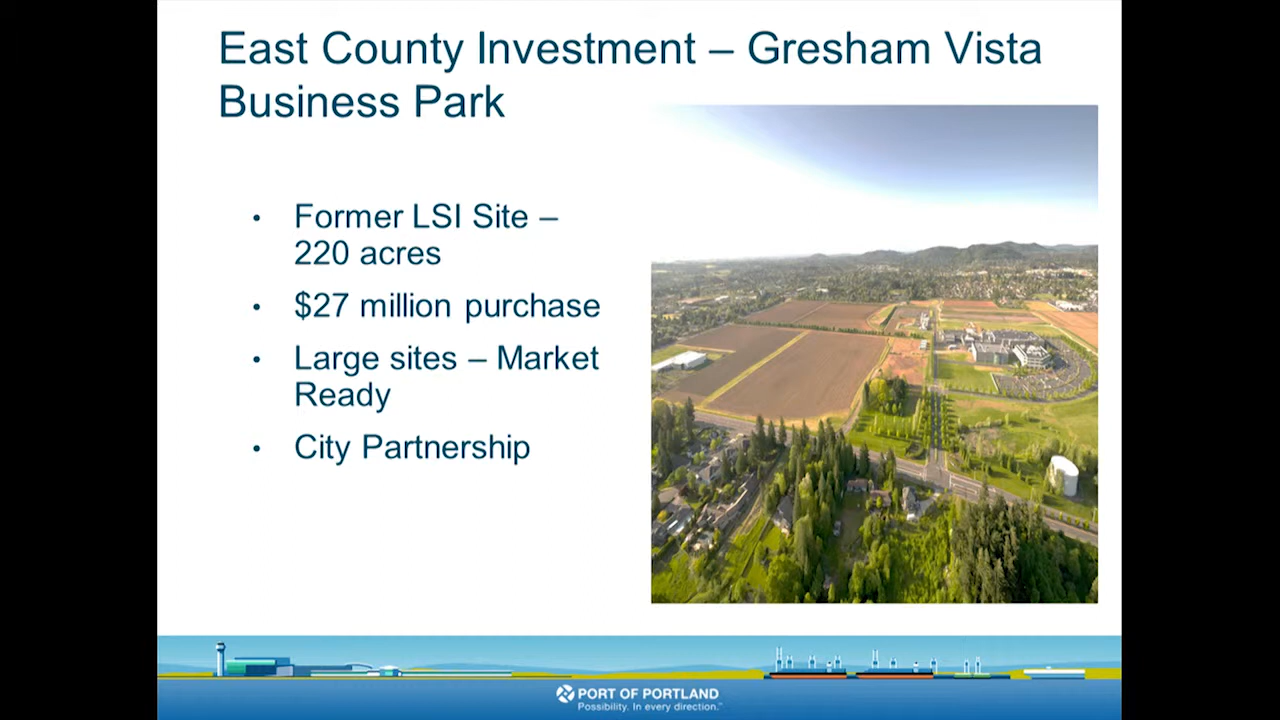 East County Investment – Gresham Vista
Business Park
• Former LSI Site –
220 acres
• $27 million purchase
• Large sites – Market
Ready
• City Partnership
PORT OF PORTLAND
Possibility. In every direction.™